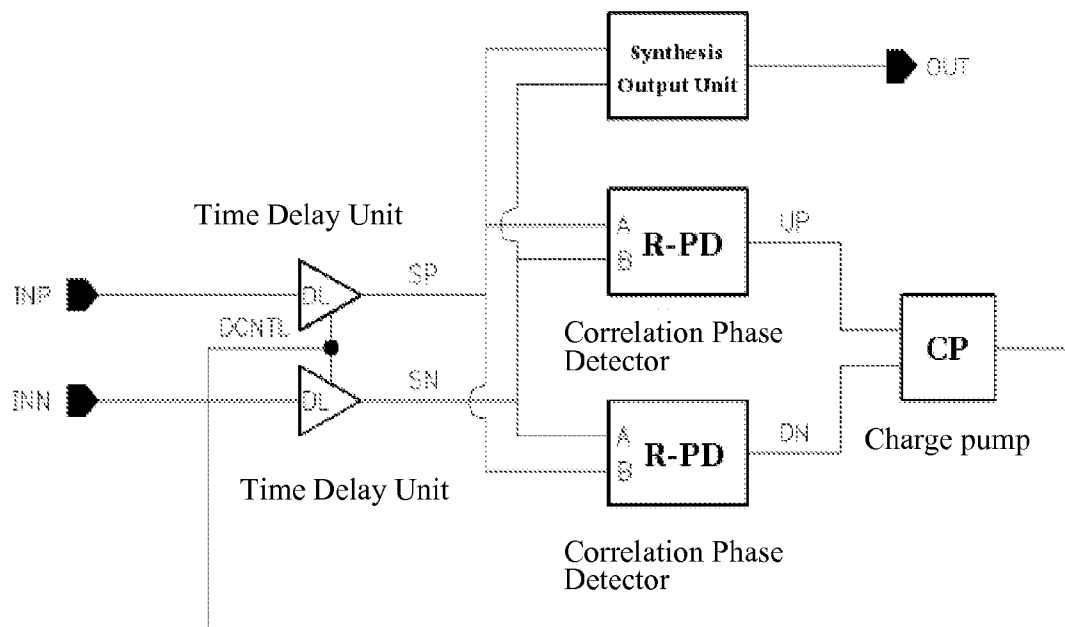 Synthesis
Output Unit
OUT
Time Delay Unit
A
B
R-PD
UP
INP
DL
SP
Correlation Phase
Detector
DCNTL
CP
INN
DL
SN
A
B
R-PD
DN
Charge pump
Time Delay Unit
Correlation Phase
Detector